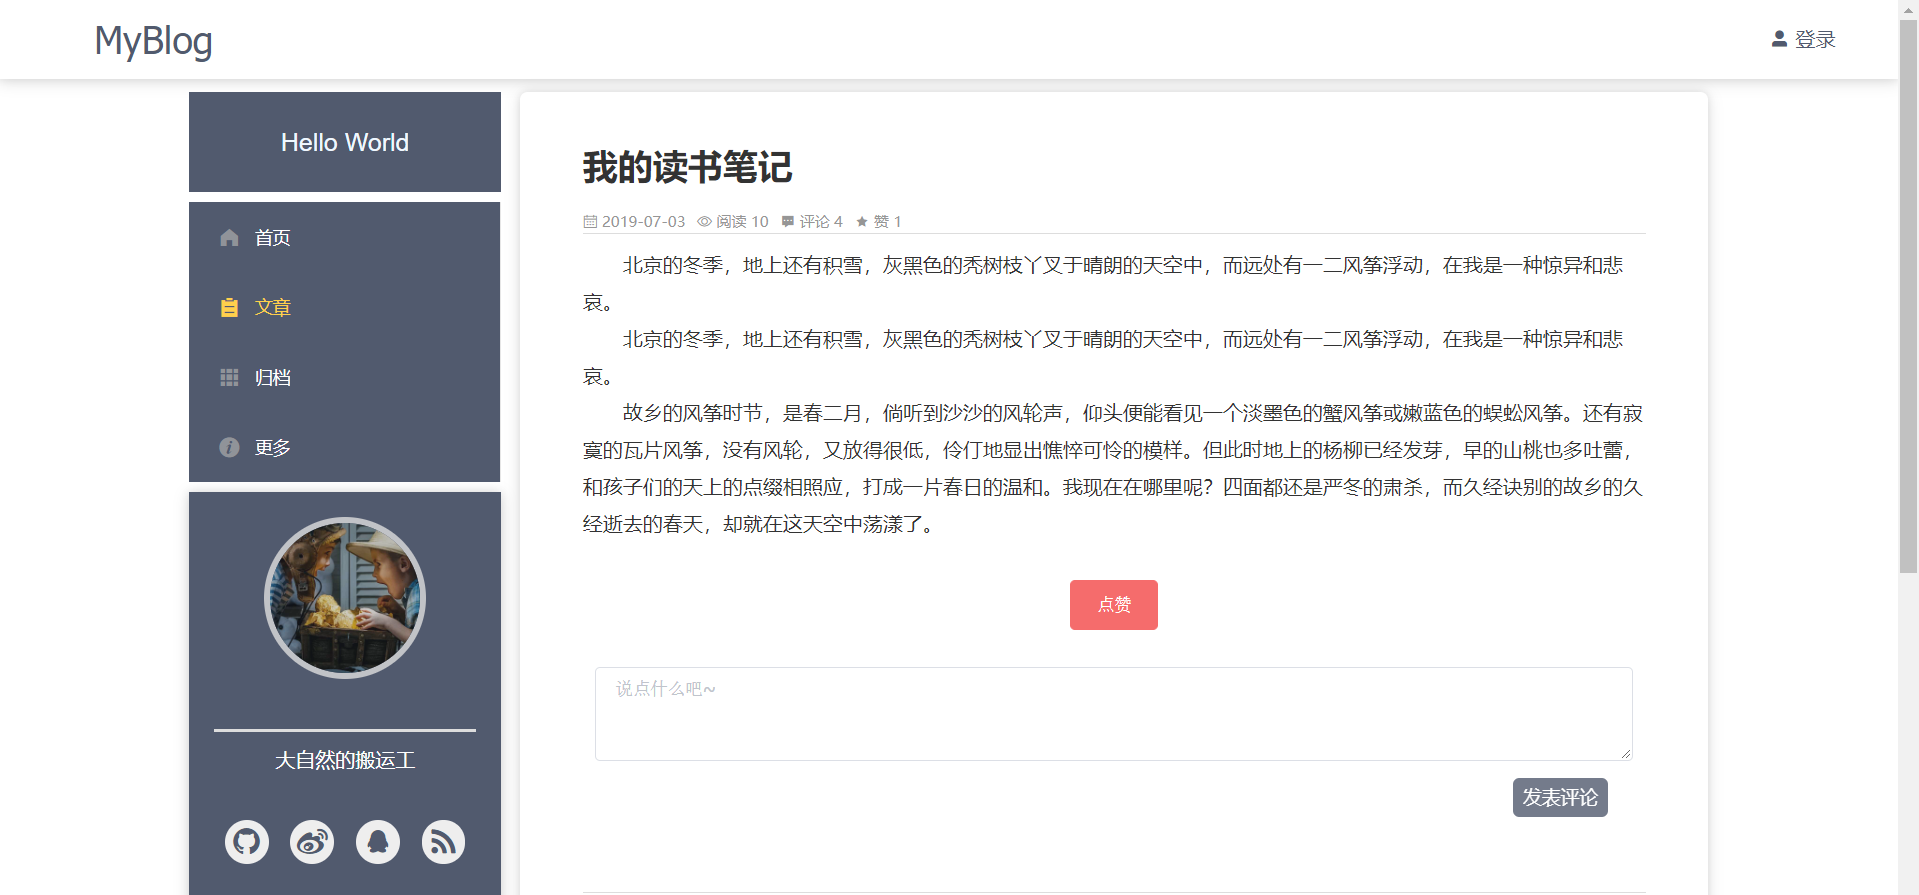 MyBlog
登录
Hello World
首页
文章
归档
更多
大自然的搬运工
我的读书笔记
2019-07-03 阅读 10 评论 4 赞 1
北京的冬季，地上还有积雪，灰黑色的秃树枝丫叉于晴朗的天空中，而远处有一二风筝浮动，在我是一种惊异和悲
哀。
北京的冬季，地上还有积雪，灰黑色的秃树枝丫叉于晴朗的天空中，而远处有一二风筝浮动，在我是一种惊异和悲
哀。
故乡的风筝时节，是春二月，倘听到沙沙的风轮声，仰头便能看见一个淡墨色的蟹风筝或嫩蓝色的蜈蚣风筝。还有寂
寞的瓦片风筝，没有风轮，又放得很低，伶仃地显出憔悴可怜的模样。但此时地上的杨柳已经发芽，早的山桃也多吐蕾，
和孩子们的天上的点缀相照应，打成一片春日的温和。我现在在哪里呢？四面都还是严冬的肃杀，而久经诀别的故乡的久
经逝去的春天，却就在这天空中荡漾了。
点赞
说点什么吧~
发表评论